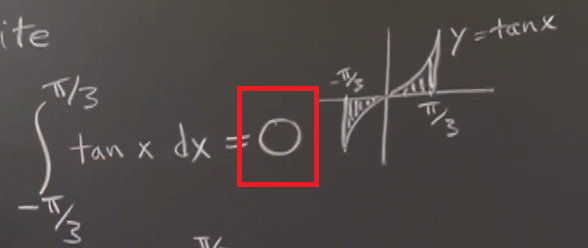 ite
∫_{-π/3}^{π/3} tan x dx = 0
y = tan x
-π/3
π/3